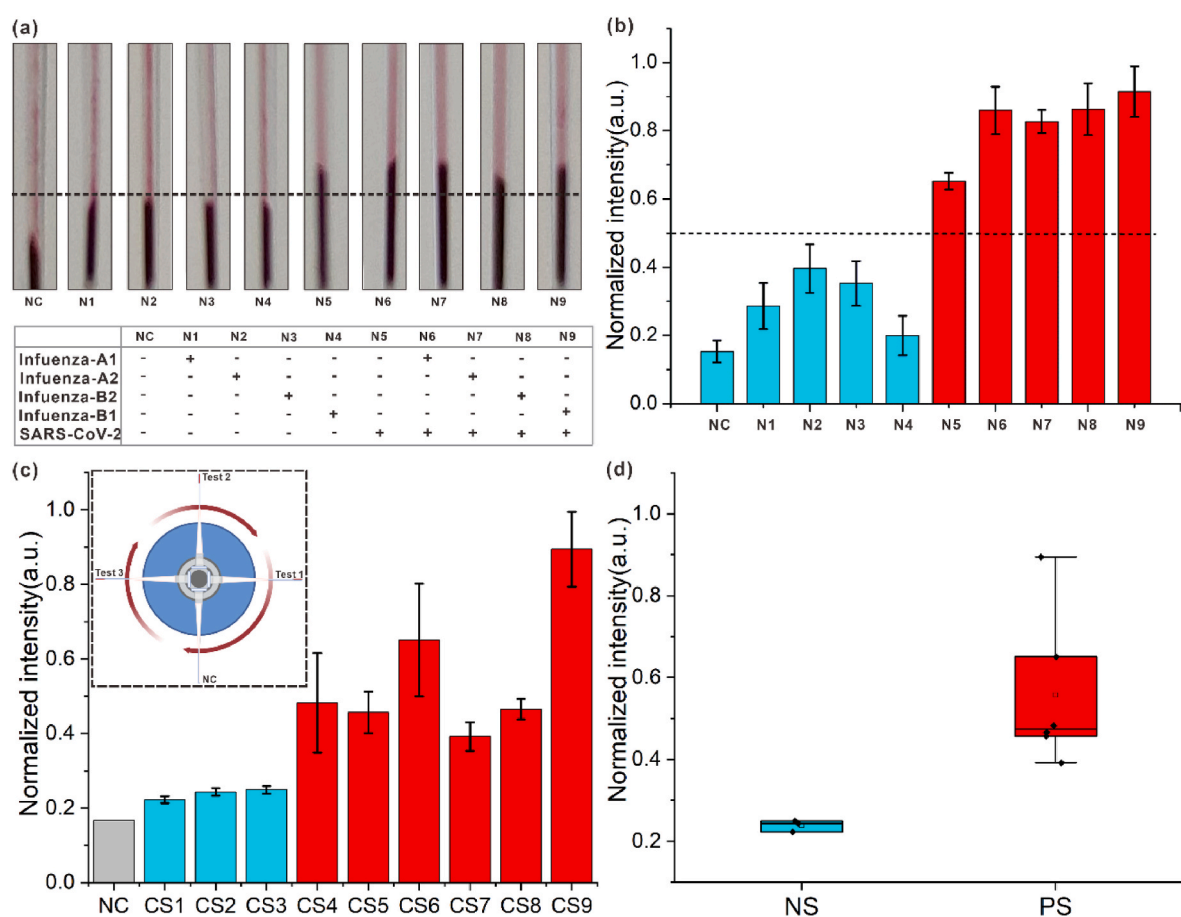 (a)
NC N1 N2 N3 N4 N5 N6 N7 N8 N9
NC N1 N2 N3 N4 N5 N6 N7 N8 N9
Infuenza-A1 - + - - - - + - - -
Infuenza-A2 - - + - - - - + - -
Infuenza-B2 - - - + - - - - + -
Infuenza-B1 - - - - + - - - - +
SARS-CoV-2 - - - - - + + + + +
(b)
Normalized intensity(a.u.)
1.0
0.8
0.6
0.4
0.2
0.0
NC N1 N2 N3 N4 N5 N6 N7 N8 N9
(c)
Normalized intensity(a.u.)
1.0
0.8
0.6
0.4
0.2
0.0
Test 2
Test 3
Test 1
NC
NC CS1 CS2 CS3 CS4 CS5 CS6 CS7 CS8 CS9
(d)
Normalized intensity(a.u.)
1.0
0.8
0.6
0.4
0.2
NS PS